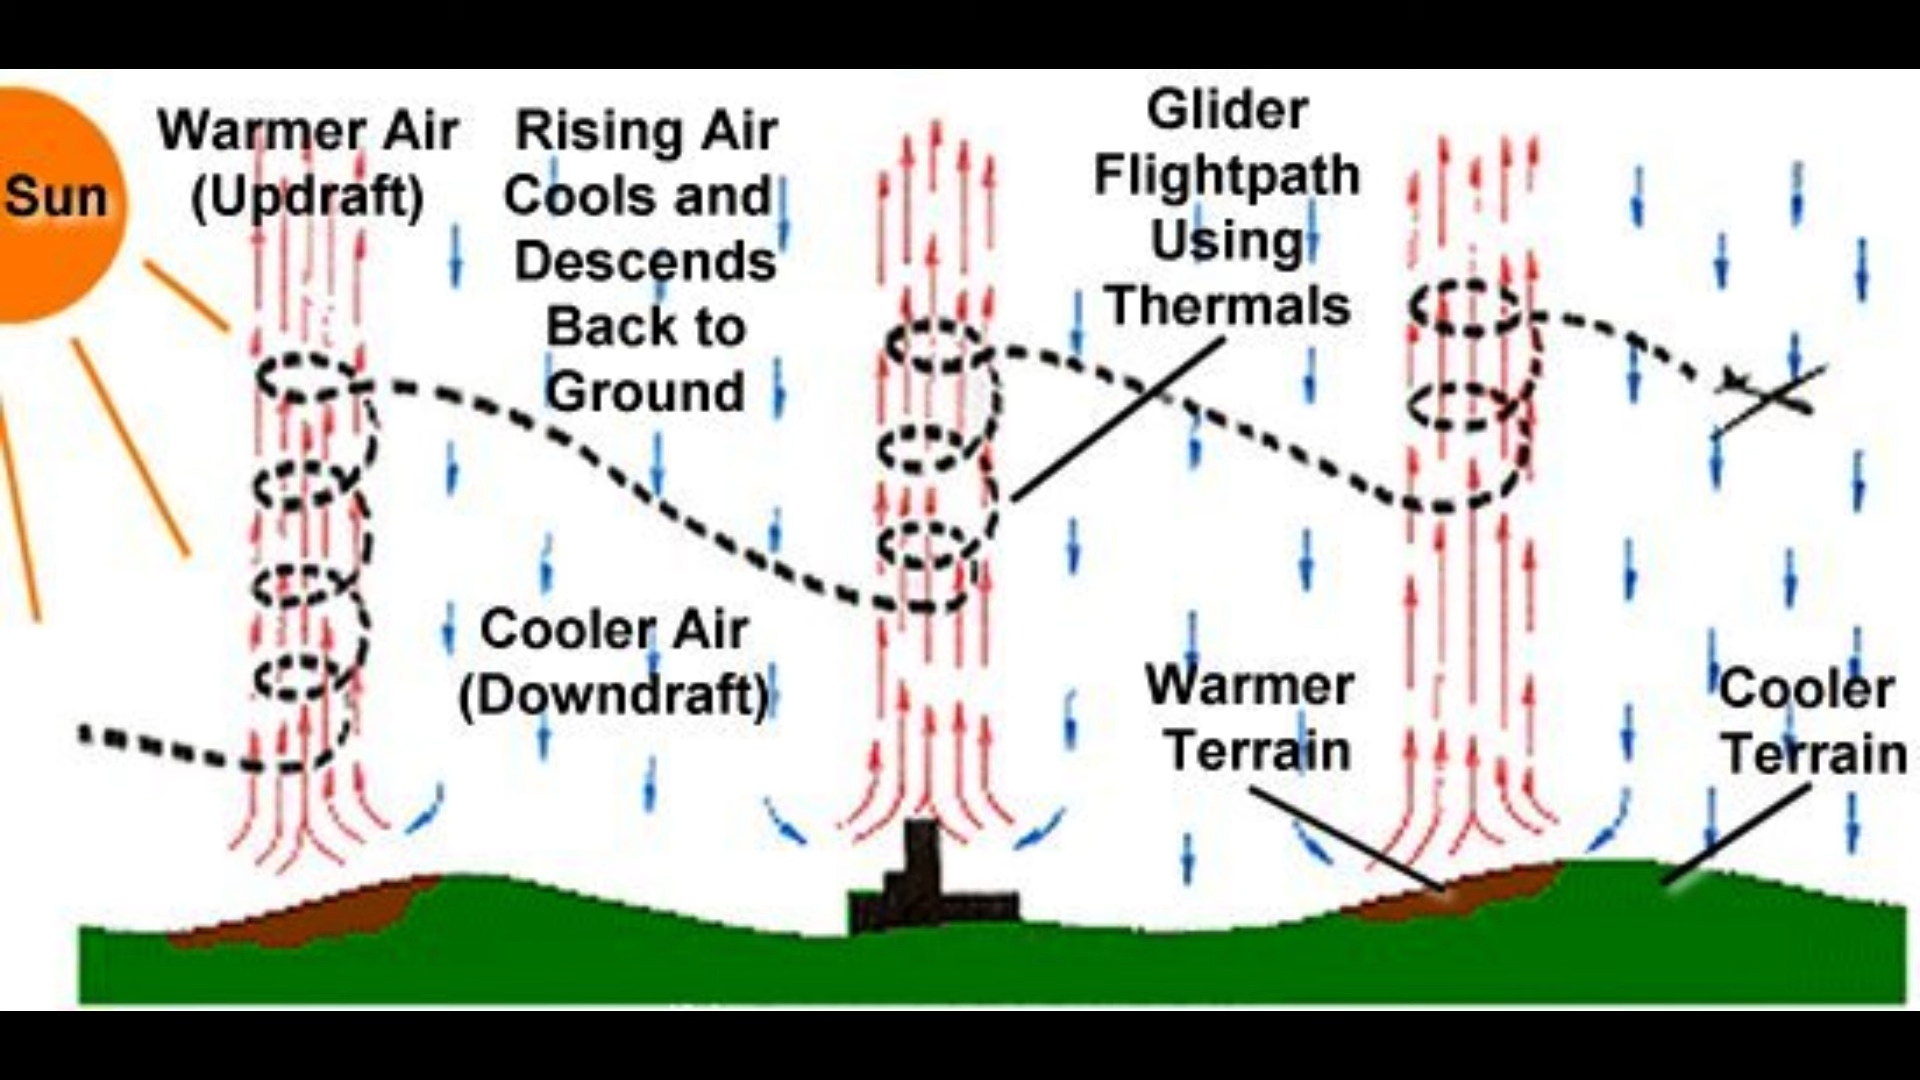 Sun
Warmer Air
(Updraft)
Rising Air
Cools and
Descends
Back to
Ground
Glider
Flightpath
Using
Thermals
Cooler Air
(Downdraft)
Warmer
Terrain
Cooler
Terrain